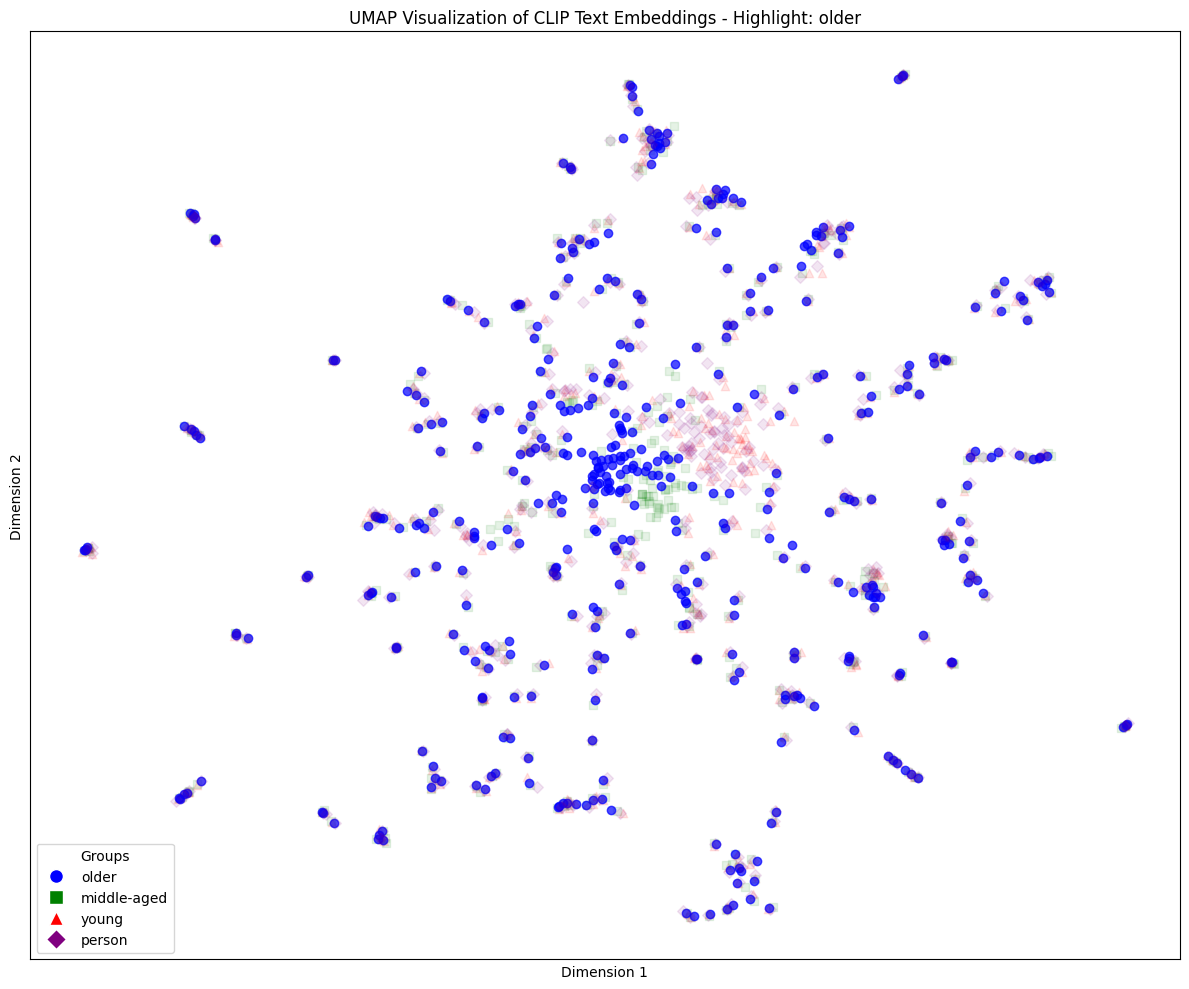 UMAP Visualization of CLIP Text Embeddings - Highlight: older
Dimension 2
Groups
older
middle-aged
young
person
Dimension 1